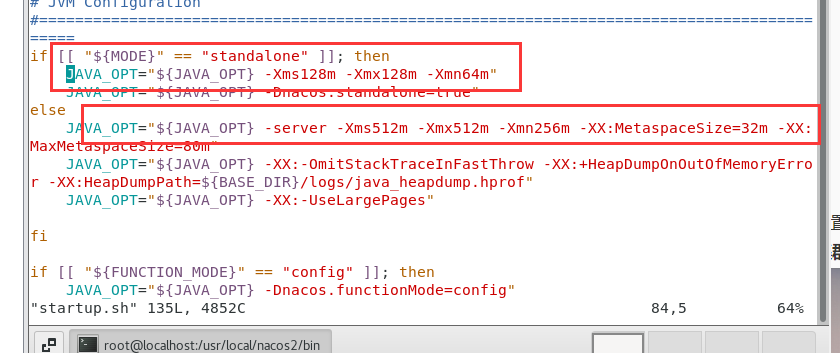 # JVM Configuration
#======================================================================================
=====
if [[ "${MODE}" == "standalone" ]]; then
JAVA_OPT="${JAVA_OPT} -Xms128m -Xmx128m -Xmn64m"
JAVA_OPT="${JAVA_OPT} -Dnacos.standalone=true"
else
JAVA_OPT="${JAVA_OPT} -server -Xms512m -Xmx512m -Xmn256m -XX:MetaspaceSize=32m -XX:
MaxMetaspaceSize=80m"
JAVA_OPT="${JAVA_OPT} -XX:-OmitStackTraceInFastThrow -XX:+HeapDumpOnOutOfMemoryErro
r -XX:HeapDumpPath=${BASE_DIR}/logs/java_heapdump.hprof"
JAVA_OPT="${JAVA_OPT} -XX:-UseLargePages"
fi
if [[ "${FUNCTION_MODE}" == "config" ]]; then
JAVA_OPT="${JAVA_OPT} -Dnacos.functionMode=config"
"startup.sh" 135L, 4852C 84,5 64%
root@localhost:/usr/local/nacos2/bin